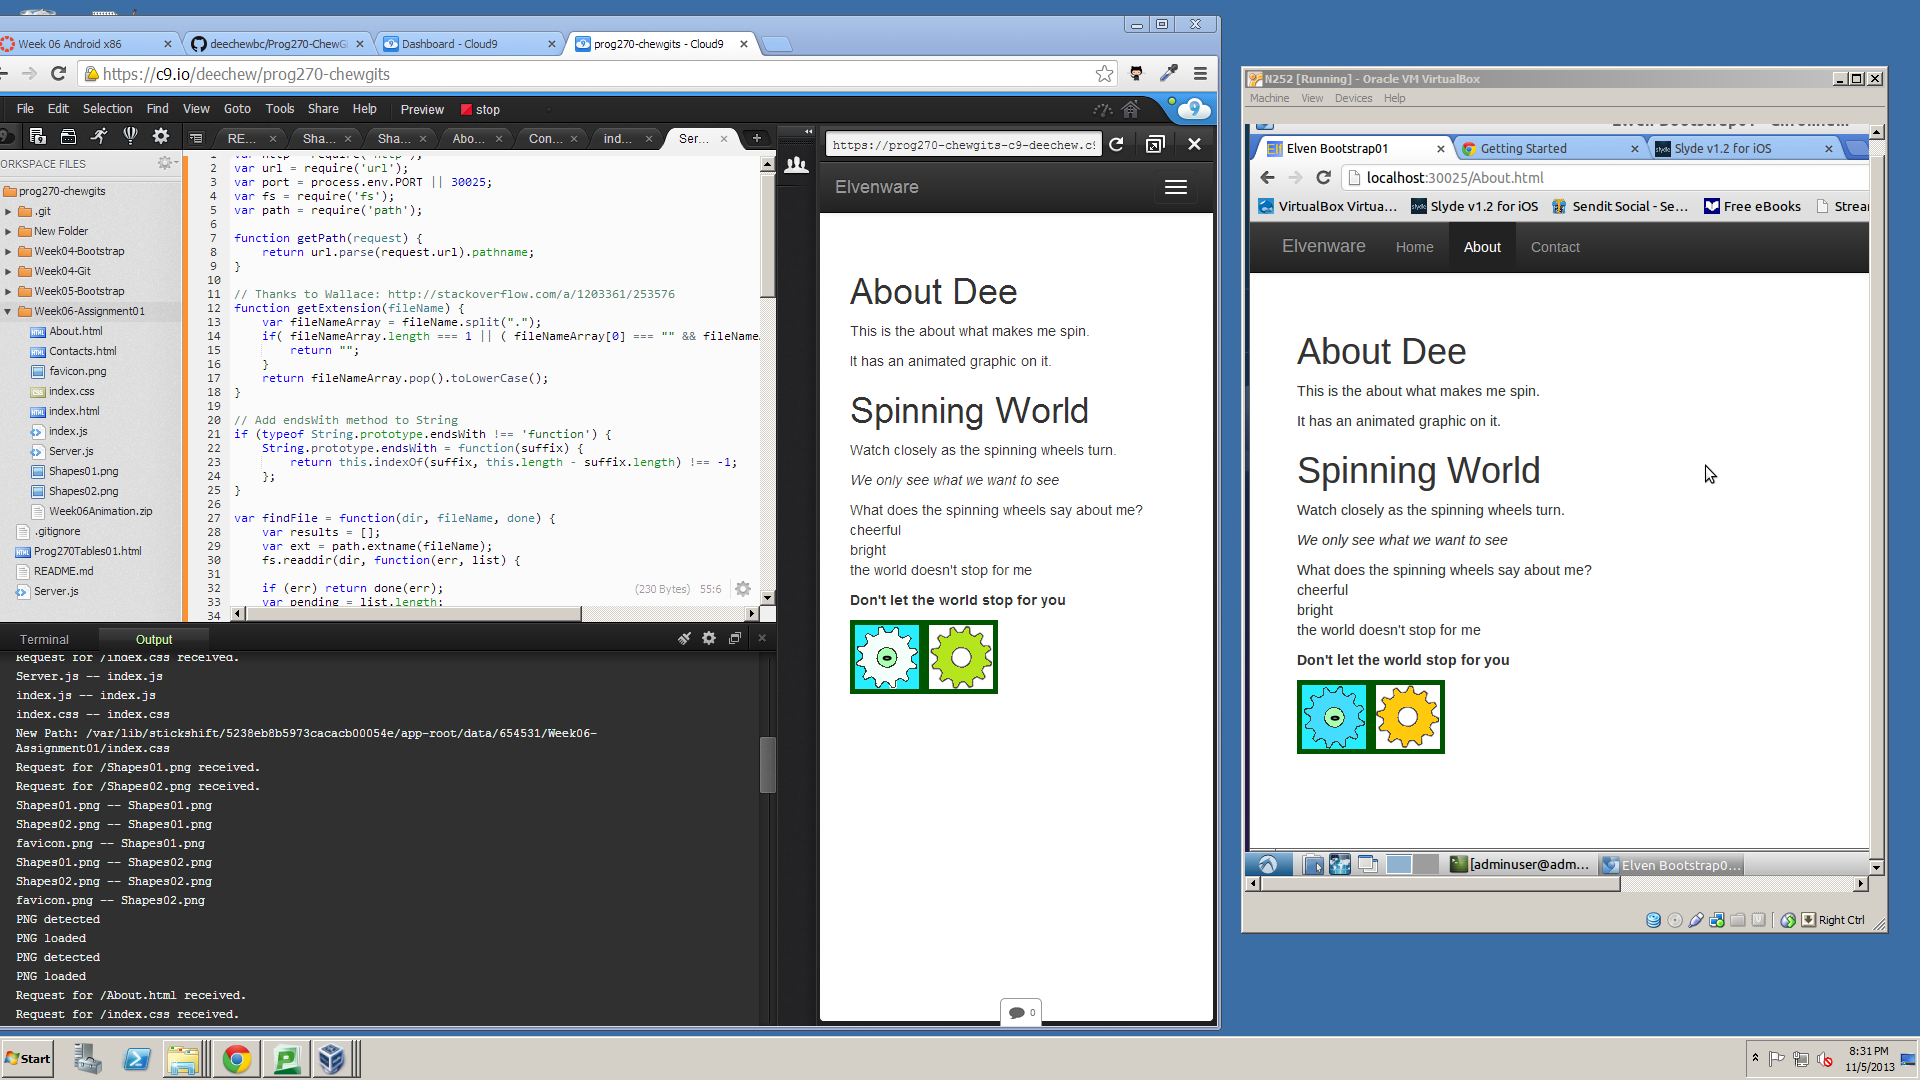 Week 06 Android x86
deechewbc/Prog270-ChewG
Dashboard - Cloud9
prog270-chewgits - Cloud9
https://c9.io/deechew/prog270-chewgits
File Edit Selection Find View Goto Tools Share Help Preview stop
RE... Sha... Sha... Abo... Con... ind... Ser...
ORKSPACE FILES
prog270-chewgits
.git
New Folder
Week04-Bootstrap
Week04-Git
Week05-Bootstrap
Week06-Assignment01
About.html
Contacts.html
favicon.png
index.css
index.html
index.js
Server.js
Shapes01.png
Shapes02.png
Week06Animation.zip
.gitignore
Prog270Tables01.html
README.md
Server.js
1 var http = require('http');
2 var url = require('url');
3 var port = process.env.PORT || 30025;
4 var fs = require('fs');
5 var path = require('path');
6
7 function getPath(request) {
8 return url.parse(request.url).pathname;
9 }
10
11 // Thanks to Wallace: http://stackoverflow.com/a/1203361/253576
12 function getExtension(fileName) {
13 var fileNameArray = fileName.split(".");
14 if( fileNameArray.length === 1 || ( fileNameArray[0] === "" && fileName
15 return "";
16 }
17 return fileNameArray.pop().toLowerCase();
18 }
19
20 // Add endsWith method to String
21 if (typeof String.prototype.endsWith !== 'function') {
22 String.prototype.endsWith = function(suffix) {
23 return this.indexOf(suffix, this.length - suffix.length) !== -1;
24 };
25 }
26
27 var findFile = function(dir, fileName, done) {
28 var results = [];
29 var ext = path.extname(fileName);
30 fs.readdir(dir, function(err, list) {
31
32 if (err) return done(err);
33 var pending = list.length;
34
(230 Bytes) 55:6
Terminal Output
Request for /index.css received.
Server.js -- index.js
index.js -- index.js
index.css -- index.css
New Path: /var/lib/stickshift/5238eb8b5973cacacb00054e/app-root/data/654531/Week06-
Assignment01/index.css
Request for /Shapes01.png received.
Request for /Shapes02.png received.
Shapes01.png -- Shapes01.png
Shapes02.png -- Shapes01.png
favicon.png -- Shapes01.png
Shapes01.png -- Shapes02.png
Shapes02.png -- Shapes02.png
favicon.png -- Shapes02.png
PNG detected
PNG loaded
PNG detected
PNG loaded
Request for /About.html received.
Request for /index.css received.
https://prog270-chewgits-c9-deechew.c9
Elvenware
About Dee
This is the about what makes me spin.
It has an animated graphic on it.
Spinning World
Watch closely as the spinning wheels turn.
We only see what we want to see
What does the spinning wheels say about me?
cheerful
bright
the world doesn't stop for me
Don't let the world stop for you
0
N252 [Running] - Oracle VM VirtualBox
Machine View Devices Help
Elven Bootstrap01
Getting Started
Slyde v1.2 for iOS
localhost:30025/About.html
VirtualBox Virtua... Slyde v1.2 for iOS Sendit Social - Se... Free eBooks Strear
Elvenware Home About Contact
About Dee
This is the about what makes me spin.
It has an animated graphic on it.
Spinning World
Watch closely as the spinning wheels turn.
We only see what we want to see
What does the spinning wheels say about me?
cheerful
bright
the world doesn't stop for me
Don't let the world stop for you
[adminuser@adm... Elven Bootstrap0...
Right Ctrl
Start
8:31 PM
11/5/2013